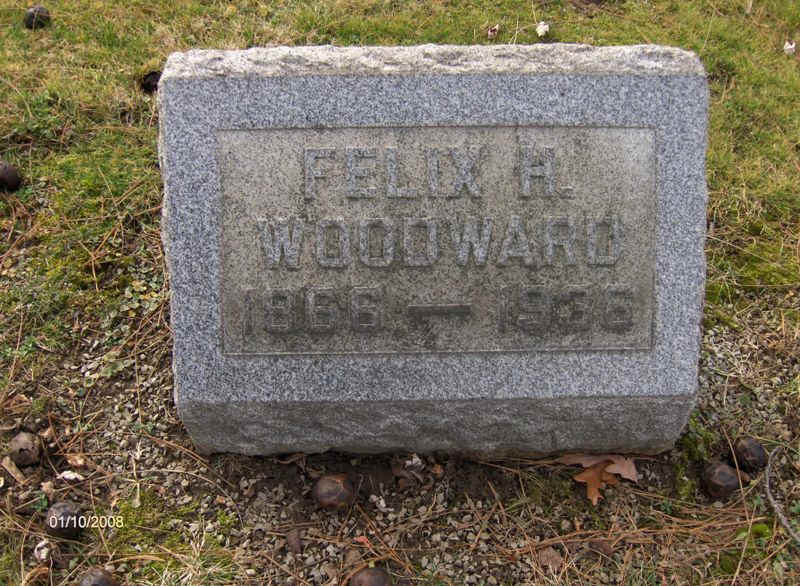 FELIX H.
WOODWARD
1866 — 1936
01/10/2008